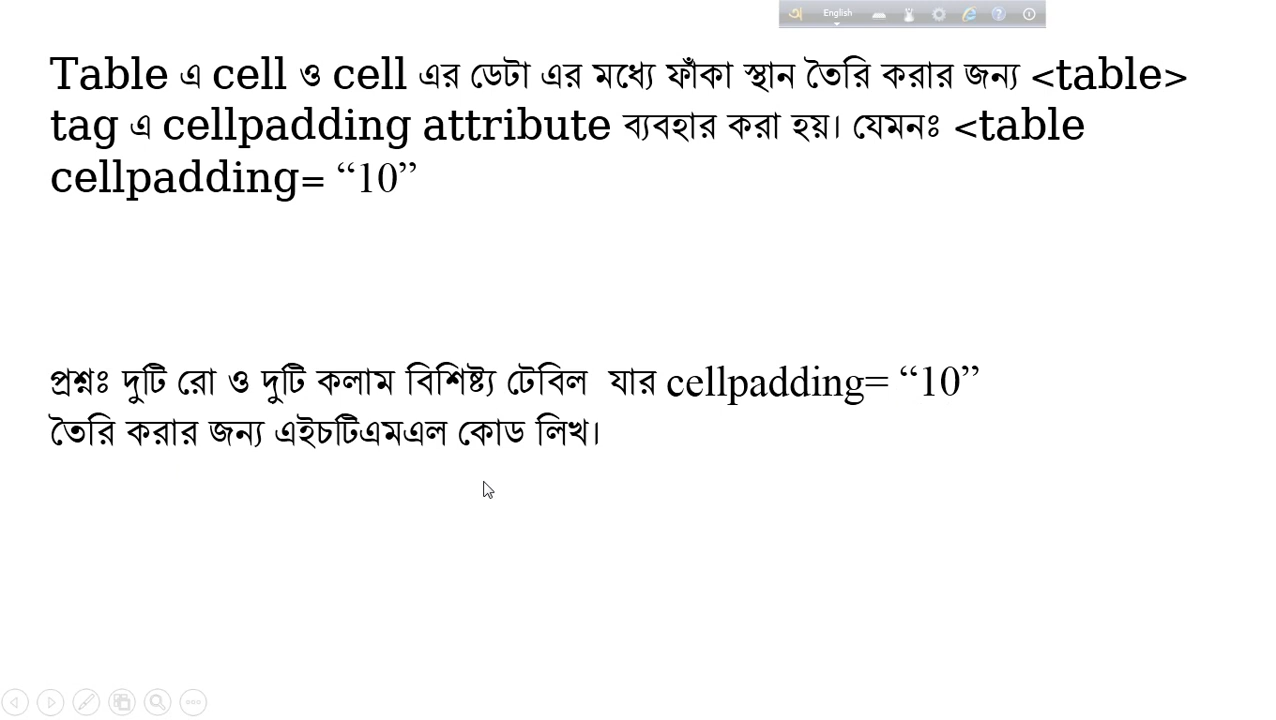 অ English
Table এ cell ও cell এর ডেটা এর মধ্যে ফাঁকা স্থান তৈরি করার জন্য <table>
tag এ cellpadding attribute ব্যবহার করা হয়। যেমনঃ <table
cellpadding= “10”
প্রশ্নঃ দুটি রো ও দুটি কলাম বিশিষ্ট্য টেবিল যার cellpadding= “10”
তৈরি করার জন্য এইচটিএমএল কোড লিখ।